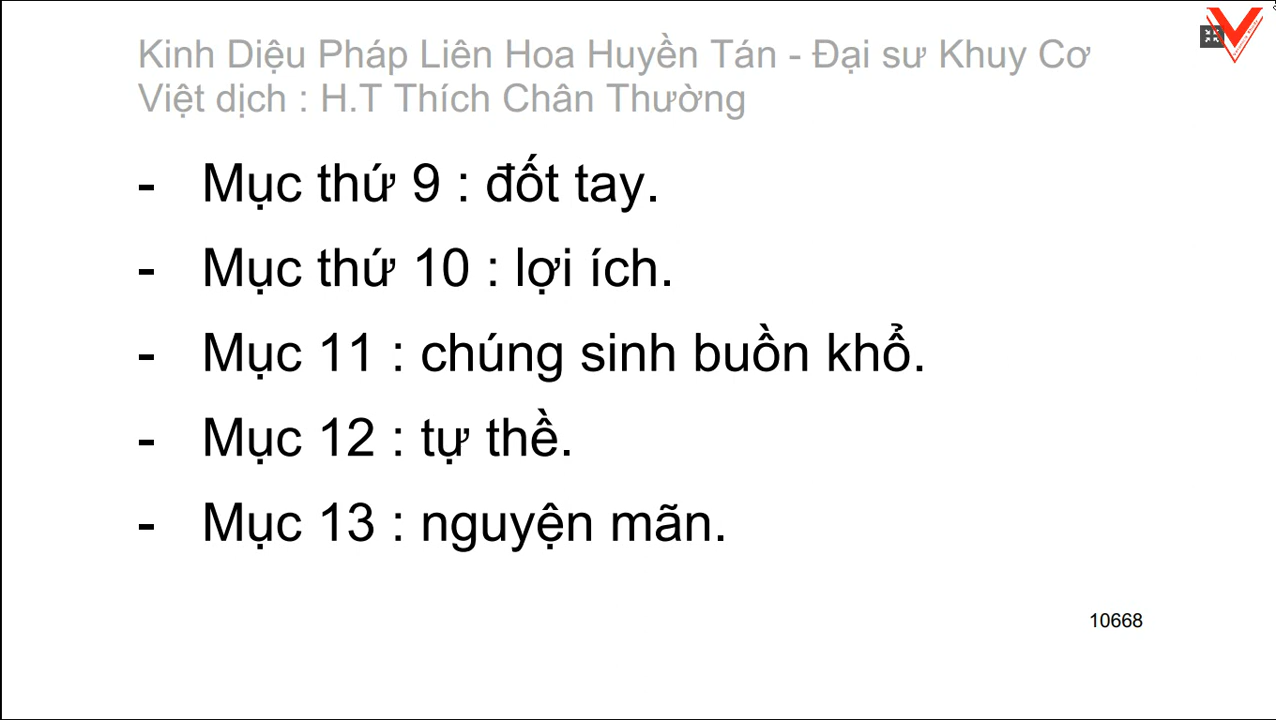 Kinh Diệu Pháp Liên Hoa Huyền Tán - Đại sư Khuy Cơ
Việt dịch : H.T Thích Chân Thường
- Mục thứ 9 : đốt tay.
- Mục thứ 10 : lợi ích.
- Mục 11 : chúng sinh buồn khổ.
- Mục 12 : tự thề.
- Mục 13 : nguyện mãn.
10668